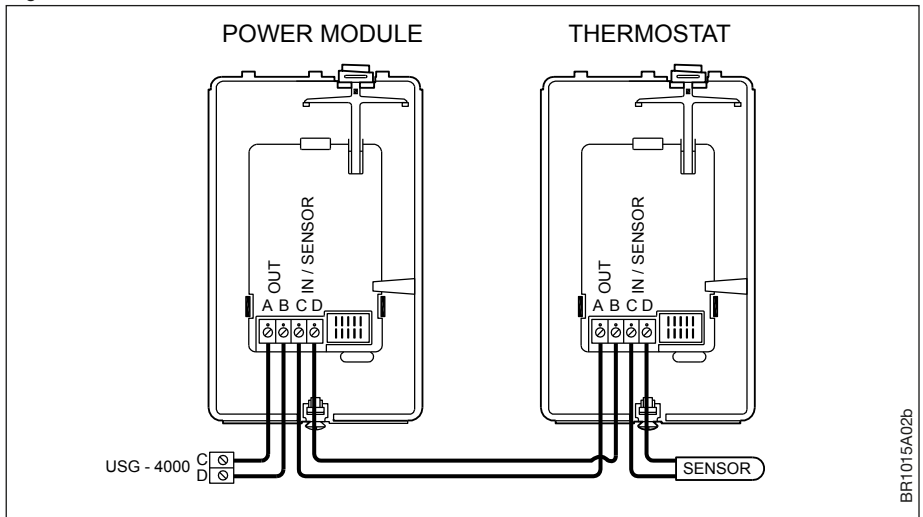 POWER MODULE
THERMOSTAT
OUT
IN / SENSOR
A B C D
OUT
IN / SENSOR
A B C D
USG - 4000
C
D
SENSOR
BR1015A02b